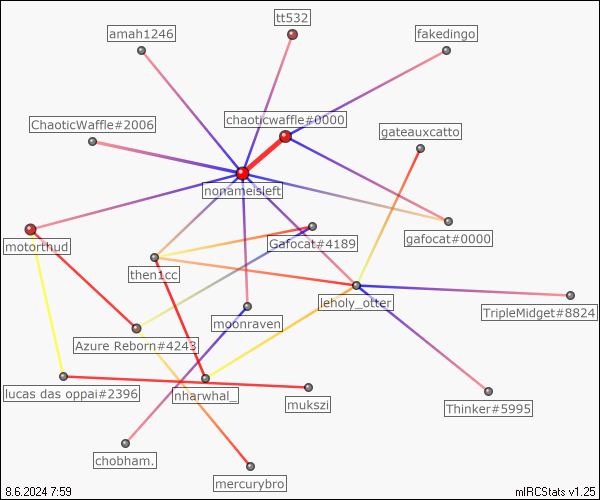 tt532
amah1246
fakedingo
chaoticwaffle#0000
ChaoticWaffle#2006
gateauxcatto
nonameisleft
motorthud
Gafocat#4189
gafocat#0000
then1cc
leholy_otter
TripleMidget#8824
moonraven
Azure Reborn#4243
lucas das oppai#2396
nharwhal_
mukszi
Thinker#5995
chobham.
mercurybro
8.6.2024 7:59
mIRCStats v1.25